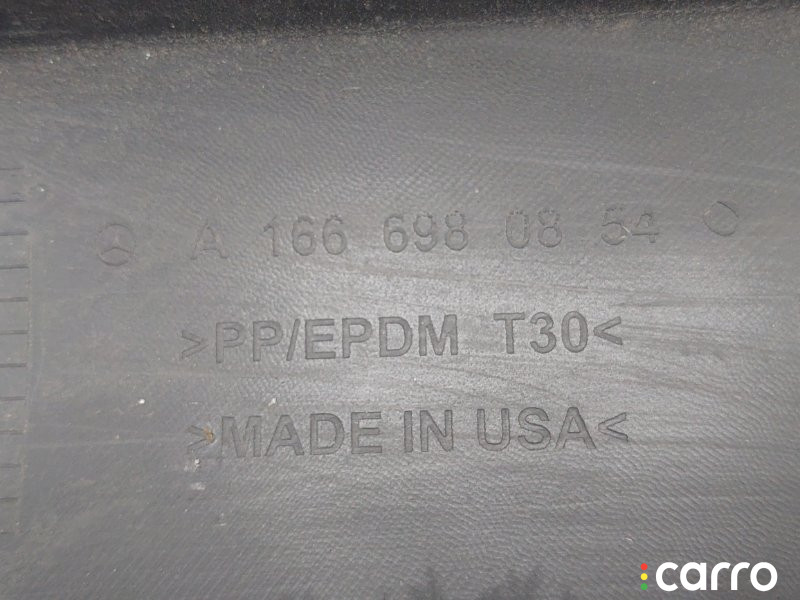 A 166 698 08 54
>PP/EPDM T30<
>MADE IN USA<
carro